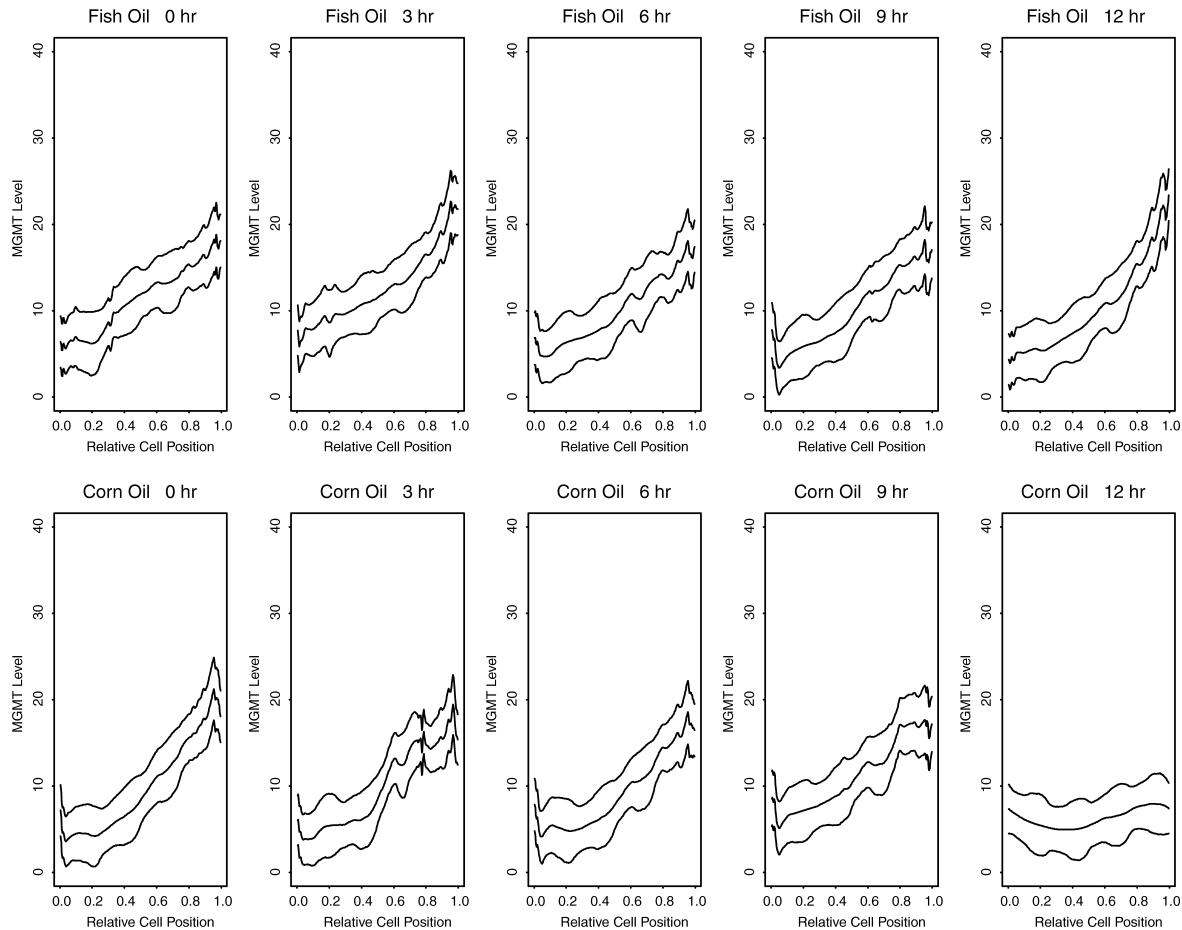 Fish Oil 0 hr
Fish Oil 3 hr
Fish Oil 6 hr
Fish Oil 9 hr
Fish Oil 12 hr
MGMT Level
0 10 20 30 40
0.0 0.2 0.4 0.6 0.8 1.0
Relative Cell Position
MGMT Level
0 10 20 30 40
0.0 0.2 0.4 0.6 0.8 1.0
Relative Cell Position
MGMT Level
0 10 20 30 40
0.0 0.2 0.4 0.6 0.8 1.0
Relative Cell Position
MGMT Level
0 10 20 30 40
0.0 0.2 0.4 0.6 0.8 1.0
Relative Cell Position
MGMT Level
0 10 20 30 40
0.0 0.2 0.4 0.6 0.8 1.0
Relative Cell Position
Corn Oil 0 hr
Corn Oil 3 hr
Corn Oil 6 hr
Corn Oil 9 hr
Corn Oil 12 hr
MGMT Level
0 10 20 30 40
0.0 0.2 0.4 0.6 0.8 1.0
Relative Cell Position
MGMT Level
0 10 20 30 40
0.0 0.2 0.4 0.6 0.8 1.0
Relative Cell Position
MGMT Level
0 10 20 30 40
0.0 0.2 0.4 0.6 0.8 1.0
Relative Cell Position
MGMT Level
0 10 20 30 40
0.0 0.2 0.4 0.6 0.8 1.0
Relative Cell Position
MGMT Level
0 10 20 30 40
0.0 0.2 0.4 0.6 0.8 1.0
Relative Cell Position